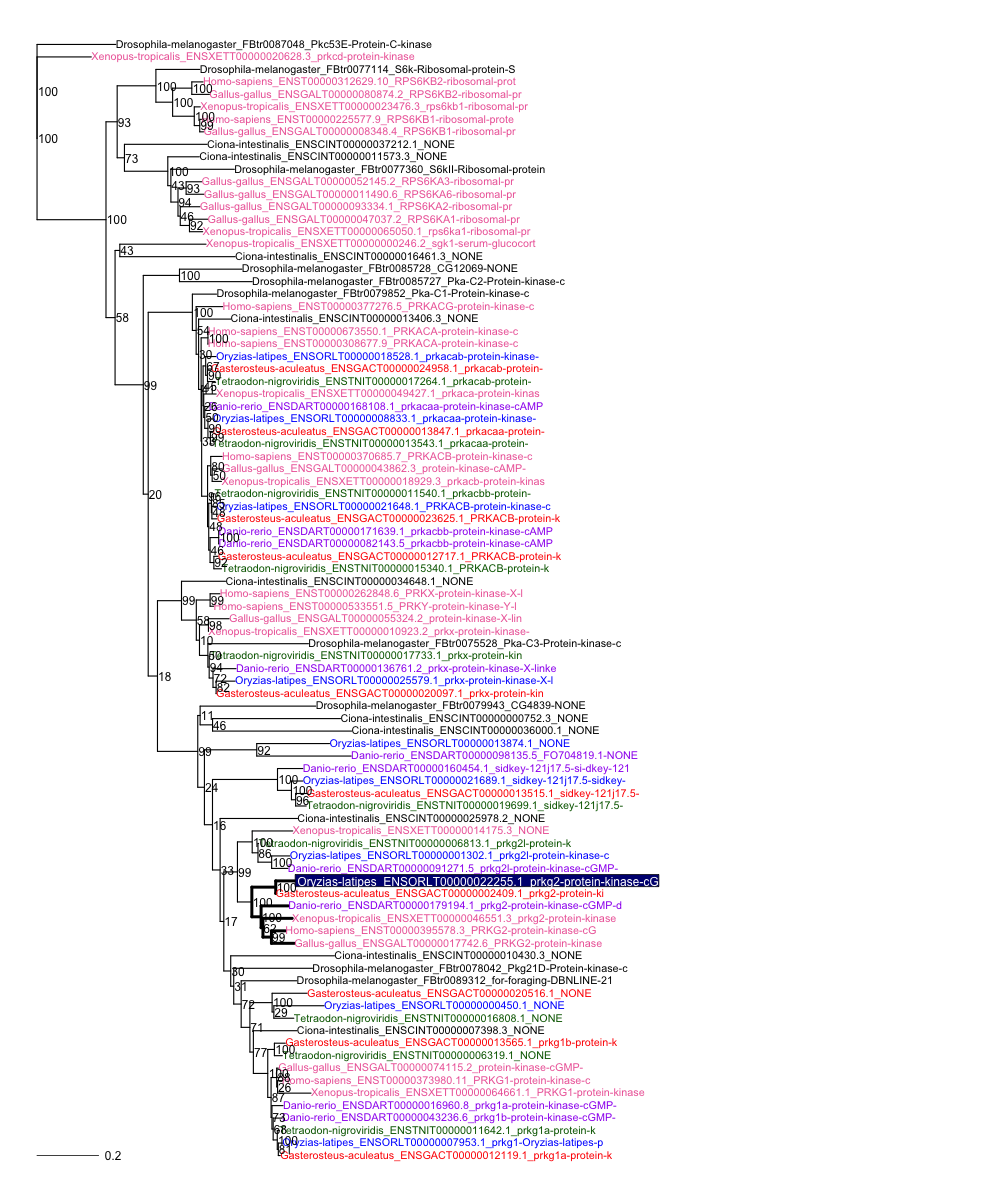 Drosophila-melanogaster_FBtr0087048_Pkc53E-Protein-C-kinase
Xenopus-tropicalis_ENSXETT00000020628.3_prkcd-protein-kinase
Drosophila-melanogaster_FBtr0077114_S6k-Ribosomal-protein-S
100
Homo-sapiens_ENST00000312629.10_RPS6KB2-ribosomal-prot
100
100
Gallus-gallus_ENSGALT00000080874.2_RPS6KB2-ribosomal-pr
100
Xenopus-tropicalis_ENSXETT00000023476.3_rps6kb1-ribosomal-pr
100
Homo-sapiens_ENST00000225577.9_RPS6KB1-ribosomal-prote
93
99
Gallus-gallus_ENSGALT00000008348.4_RPS6KB1-ribosomal-pr
100
Ciona-intestinalis_ENSCINT00000037212.1_NONE
73
Ciona-intestinalis_ENSCINT00000011573.3_NONE
100
Drosophila-melanogaster_FBtr0077360_S6kII-Ribosomal-protein
Gallus-gallus_ENSGALT00000052145.2_RPS6KA3-ribosomal-pr
43
93
Gallus-gallus_ENSGALT00000011490.6_RPS6KA6-ribosomal-pr
94
Gallus-gallus_ENSGALT00000093334.1_RPS6KA2-ribosomal-pr
46
100
Gallus-gallus_ENSGALT00000047037.2_RPS6KA1-ribosomal-pr
92
Xenopus-tropicalis_ENSXETT00000065050.1_rps6ka1-ribosomal-pr
Xenopus-tropicalis_ENSXETT00000000246.2_sgk1-serum-glucocort
43
Ciona-intestinalis_ENSCINT00000016461.3_NONE
Drosophila-melanogaster_FBtr0085728_CG12069-NONE
100
Drosophila-melanogaster_FBtr0085727_Pka-C2-Protein-kinase-c
Drosophila-melanogaster_FBtr0079852_Pka-C1-Protein-kinase-c
Homo-sapiens_ENST00000377276.5_PRKACG-protein-kinase-c
100
58
Ciona-intestinalis_ENSCINT00000013406.3_NONE
54
Homo-sapiens_ENST00000673550.1_PRKACA-protein-kinase-c
100
Homo-sapiens_ENST00000308677.9_PRKACA-protein-kinase-c
30
Oryzias-latipes_ENSORLT00000018528.1_prkacab-protein-kinase-
Gasterosteus-aculeatus_ENSGACT00000024958.1_prkacab-protein-
90
Tetraodon-nigroviridis_ENSTNIT00000017264.1_prkacab-protein-
99
Xenopus-tropicalis_ENSXETT00000049427.1_prkaca-protein-kinas
Danio-rerio_ENSDART00000168108.1_prkacaa-protein-kinase-cAMP
Oryzias-latipes_ENSORLT00000008833.1_prkacaa-protein-kinase-
Gasterosteus-aculeatus_ENSGACT00000013847.1_prkacaa-protein-
Tetraodon-nigroviridis_ENSTNIT00000013543.1_prkacaa-protein-
Homo-sapiens_ENST00000370685.7_PRKACB-protein-kinase-c
80
Gallus-gallus_ENSGALT00000043862.3_protein-kinase-cAMP-
50
Xenopus-tropicalis_ENSXETT00000018929.3_prkacb-protein-kinas
20
Tetraodon-nigroviridis_ENSTNIT00000011540.1_prkacbb-protein-
Oryzias-latipes_ENSORLT00000021648.1_PRKACB-protein-kinase-c
Gasterosteus-aculeatus_ENSGACT00000023625.1_PRKACB-protein-k
48
Danio-rerio_ENSDART00000171639.1_prkacbb-protein-kinase-cAMP
100
Danio-rerio_ENSDART00000082143.5_prkacbb-protein-kinase-cAMP
46
Gasterosteus-aculeatus_ENSGACT00000012717.1_PRKACB-protein-k
92
Tetraodon-nigroviridis_ENSTNIT00000015340.1_PRKACB-protein-k
Ciona-intestinalis_ENSCINT00000034648.1_NONE
Homo-sapiens_ENST00000262848.6_PRKX-protein-kinase-X-l
99
99
Homo-sapiens_ENST00000533551.5_PRKY-protein-kinase-Y-l
Gallus-gallus_ENSGALT00000055324.2_protein-kinase-X-lin
58
98
Xenopus-tropicalis_ENSXETT00000010923.2_prkx-protein-kinase-
10
Drosophila-melanogaster_FBtr0075528_Pka-C3-Protein-kinase-c
Tetraodon-nigroviridis_ENSTNIT00000017733.1_prkx-protein-kin
94
Danio-rerio_ENSDART00000136761.2_prkx-protein-kinase-X-linke
18
72
Oryzias-latipes_ENSORLT00000025579.1_prkx-protein-kinase-X-l
82
Gasterosteus-aculeatus_ENSGACT00000020097.1_prkx-protein-kin
Drosophila-melanogaster_FBtr0079943_CG4839-NONE
11
Ciona-intestinalis_ENSCINT00000000752.3_NONE
46
Ciona-intestinalis_ENSCINT00000036000.1_NONE
Oryzias-latipes_ENSORLT00000013874.1_NONE
99
92
Danio-rerio_ENSDART00000098135.5_FO704819.1-NONE
Danio-rerio_ENSDART00000160454.1_sidkey-121j17.5-si-dkey-121
100
Oryzias-latipes_ENSORLT00000021689.1_sidkey-121j17.5-sidkey-
24
100
Gasterosteus-aculeatus_ENSGACT00000013515.1_sidkey-121j17.5-
96
Tetraodon-nigroviridis_ENSTNIT00000019699.1_sidkey-121j17.5-
Ciona-intestinalis_ENSCINT00000025978.2_NONE
16
Xenopus-tropicalis_ENSXETT00000014175.3_NONE
100
Tetraodon-nigroviridis_ENSTNIT00000006813.1_prkg2l-protein-k
86
Oryzias-latipes_ENSORLT00000001302.1_prkg2l-protein-kinase-c
100
Danio-rerio_ENSDART00000091271.5_prkg2l-protein-kinase-cGMP-
33
99
Oryzias-latipes_ENSORLT00000022255.1_prkg2-protein-kinase-cG
100
Gasterosteus-aculeatus_ENSGACT00000002409.1_prkg2-protein-ki
100
Danio-rerio_ENSDART00000179194.1_prkg2-protein-kinase-cGMP-d
100
Xenopus-tropicalis_ENSXETT00000046551.3_prkg2-protein-kinase
17
62
Homo-sapiens_ENST00000395578.3_PRKG2-protein-kinase-cG
99
Gallus-gallus_ENSGALT00000017742.6_PRKG2-protein-kinase
Ciona-intestinalis_ENSCINT00000010430.3_NONE
30
Drosophila-melanogaster_FBtr0078042_Pkg21D-Protein-kinase-c
31
Drosophila-melanogaster_FBtr0089312_for-foraging-DBNLINE-21
Gasterosteus-aculeatus_ENSGACT00000020516.1_NONE
72
100
Oryzias-latipes_ENSORLT00000000450.1_NONE
29
Tetraodon-nigroviridis_ENSTNIT00000016808.1_NONE
71
Ciona-intestinalis_ENSCINT00000007398.3_NONE
Gasterosteus-aculeatus_ENSGACT00000013565.1_prkg1b-protein-k
77
100
Tetraodon-nigroviridis_ENSTNIT00000006319.1_NONE
Gallus-gallus_ENSGALT00000074115.2_protein-kinase-cGMP-
Homo-sapiens_ENST00000373980.11_PRKG1-protein-kinase-c
26
Xenopus-tropicalis_ENSXETT00000064661.1_PRKG1-protein-kinase
87
Danio-rerio_ENSDART00000016960.8_prkg1a-protein-kinase-cGMP-
73
Danio-rerio_ENSDART00000043236.6_prkg1b-protein-kinase-cGMP-
68
Tetraodon-nigroviridis_ENSTNIT00000011642.1_prkg1a-protein-k
100
Oryzias-latipes_ENSORLT00000007953.1_prkg1-Oryzias-latipes-p
81
Gasterosteus-aculeatus_ENSGACT00000012119.1_prkg1a-protein-k
0.2